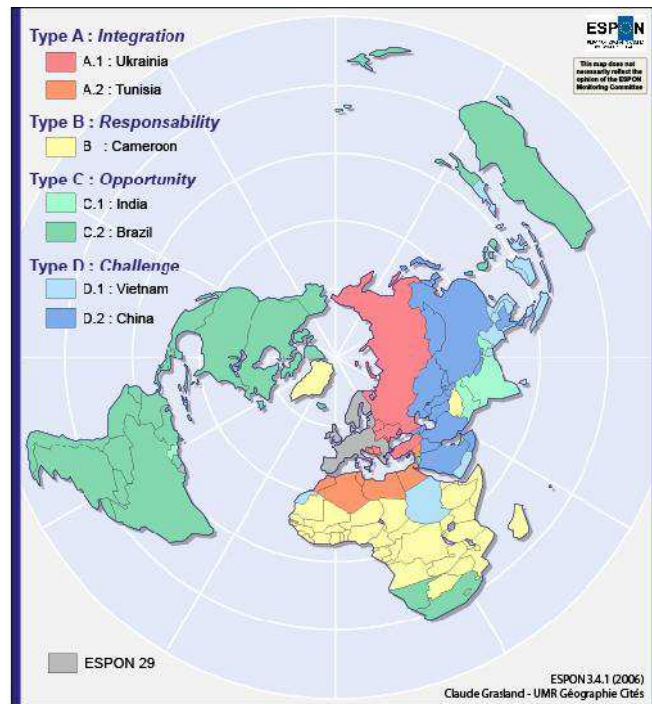 Type A : Integration
A.1 : Ukrainia
A.2 : Tunisia
Type B : Responsability
B : Cameroon
Type C : Opportunity
C.1 : India
C.2 : Brazil
Type D : Challenge
D.1 : Vietnam
D.2 : China
ESPON
This map does not
necessarily reflect the
opinion of the ESPON
Monitoring Committee
ESPON 29
ESPON 3.4.1 (2006)
Claude Grasland - UMR Géographie Cités